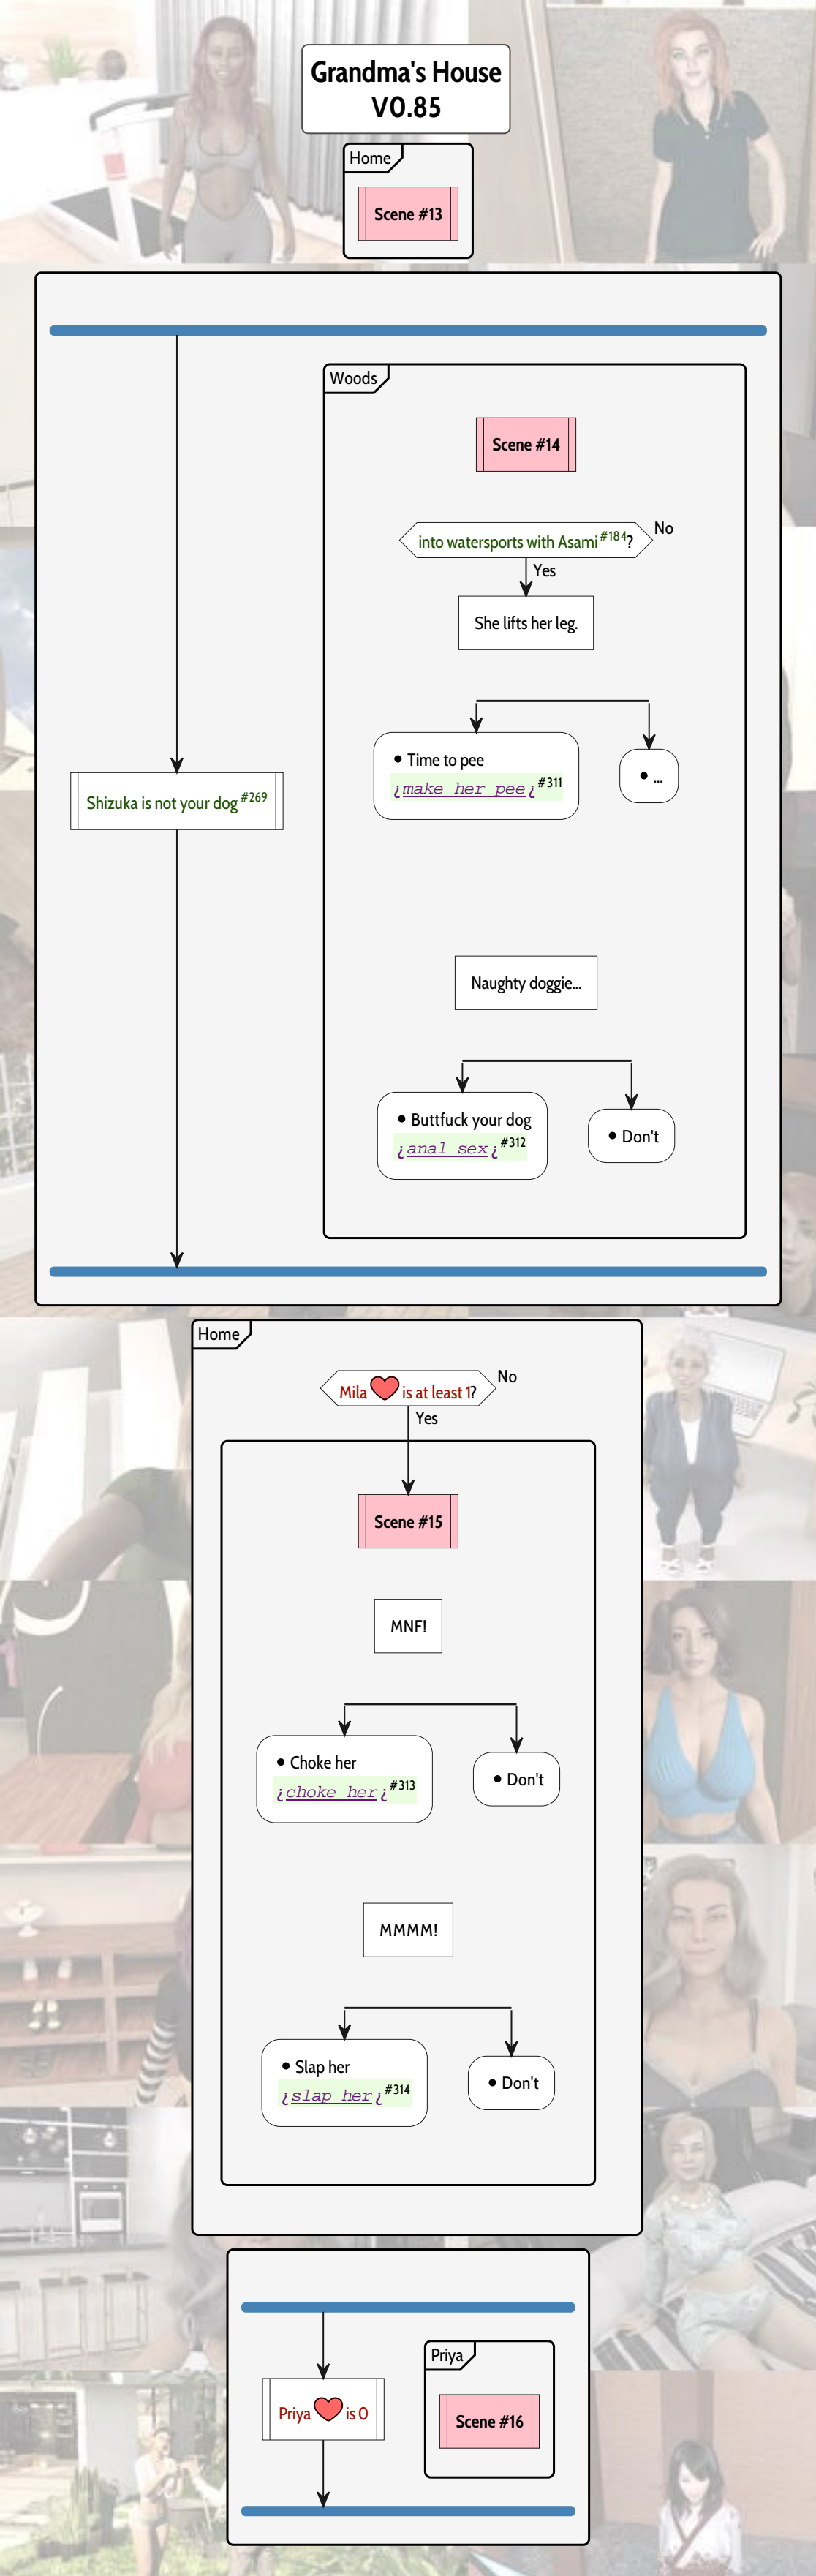 Grandma's House
V0.85
Home
Scene #13
Woods
Scene #14
into watersports with Asami #184?
No
Yes
She lifts her leg.
• Time to pee
¿make her pee¿ #311
• ...
Shizuka is not your dog #269
Naughty doggie...
• Buttfuck your dog
¿anal sex¿ #312
• Don't
Home
Mila ❤ is at least 1?
No
Yes
Scene #15
MNF!
• Choke her
¿choke her¿ #313
• Don't
MMMM!
• Slap her
¿slap her¿ #314
• Don't
Priya
Priya ❤ is 0
Scene #16